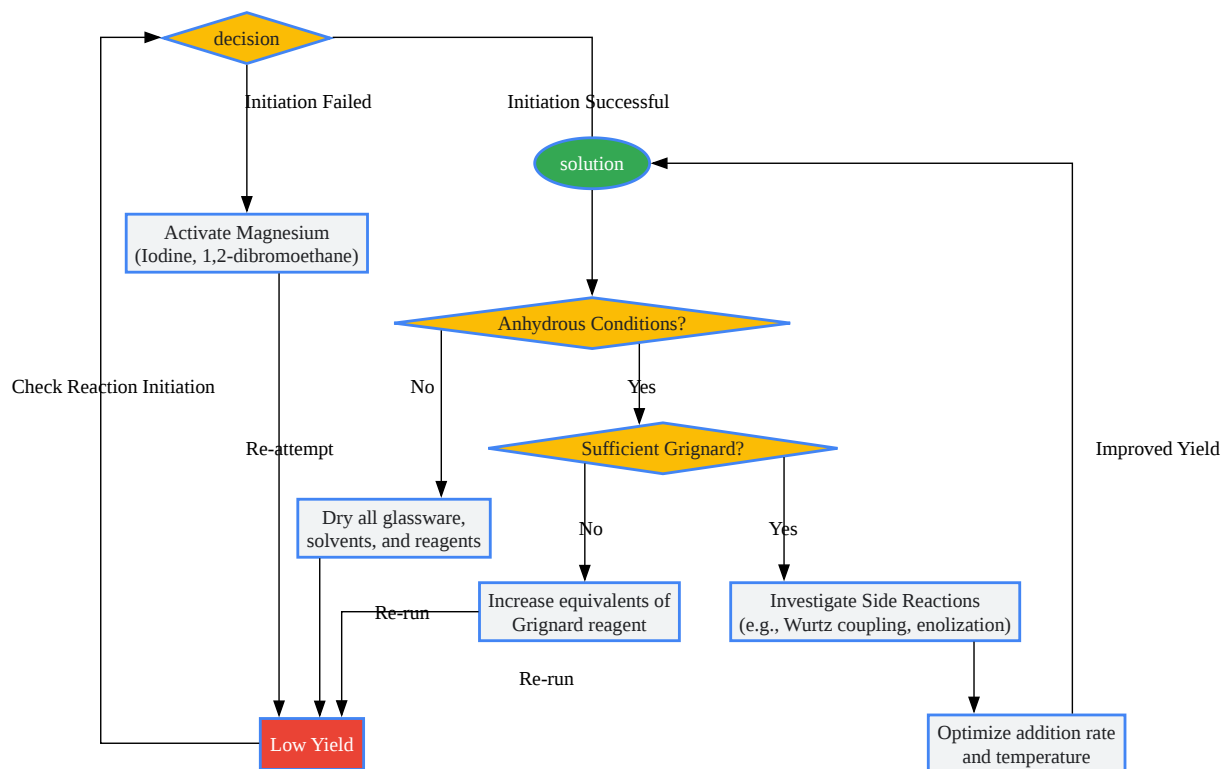 decision
Initiation Failed
Initiation Successful
solution
Activate Magnesium
(Iodine, 1,2-dibromoethane)
Anhydrous Conditions?
Check Reaction Initiation
No
Yes
Re-attempt
Sufficient Grignard?
Improved Yield
Dry all glassware,
solvents, and reagents
No
Yes
Re-run
Increase equivalents of
Grignard reagent
Investigate Side Reactions
(e.g., Wurtz coupling, enolization)
Re-run
Low Yield
Optimize addition rate
and temperature